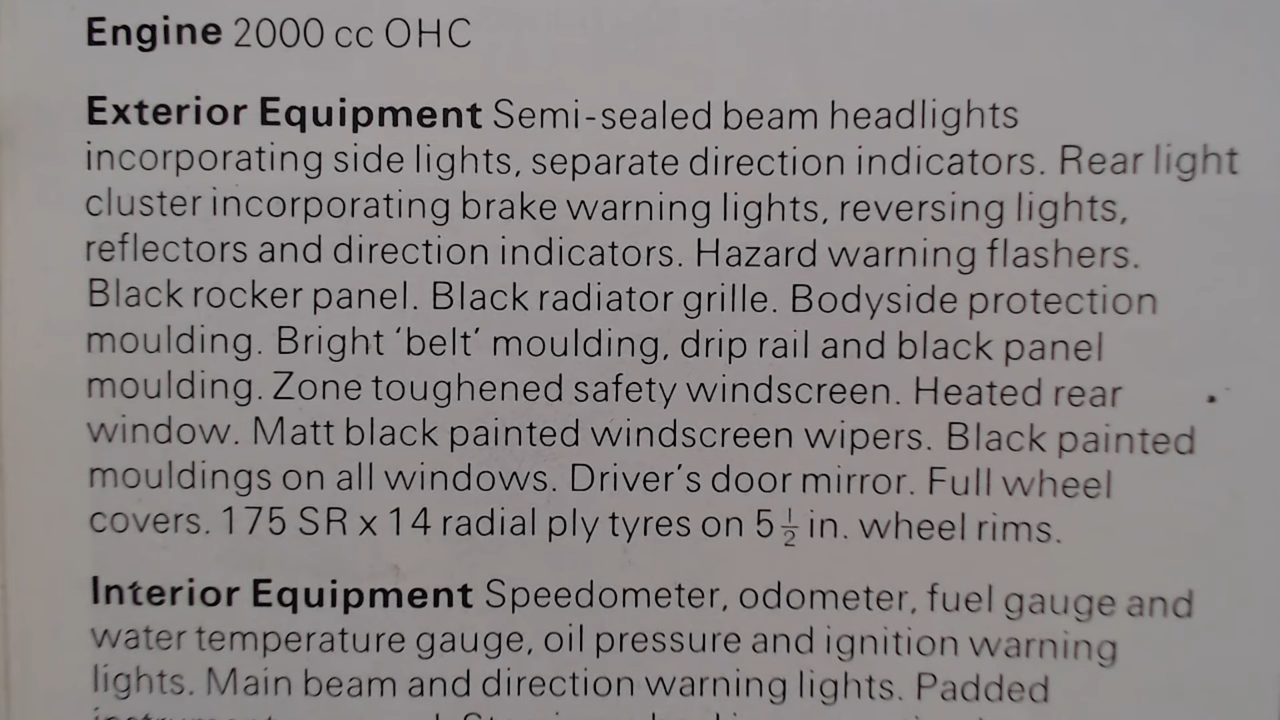 Engine 2000 cc OHC
Exterior Equipment Semi-sealed beam headlights
incorporating side lights, separate direction indicators. Rear light
cluster incorporating brake warning lights, reversing lights,
reflectors and direction indicators. Hazard warning flashers.
Black rocker panel. Black radiator grille. Bodyside protection
moulding. Bright ‘belt’ moulding, drip rail and black panel
moulding. Zone toughened safety windscreen. Heated rear
window. Matt black painted windscreen wipers. Black painted
mouldings on all windows. Driver’s door mirror. Full wheel
covers. 175 SR x 14 radial ply tyres on 5½ in. wheel rims.
Interior Equipment Speedometer, odometer, fuel gauge and
water temperature gauge, oil pressure and ignition warning
lights. Main beam and direction warning lights. Padded